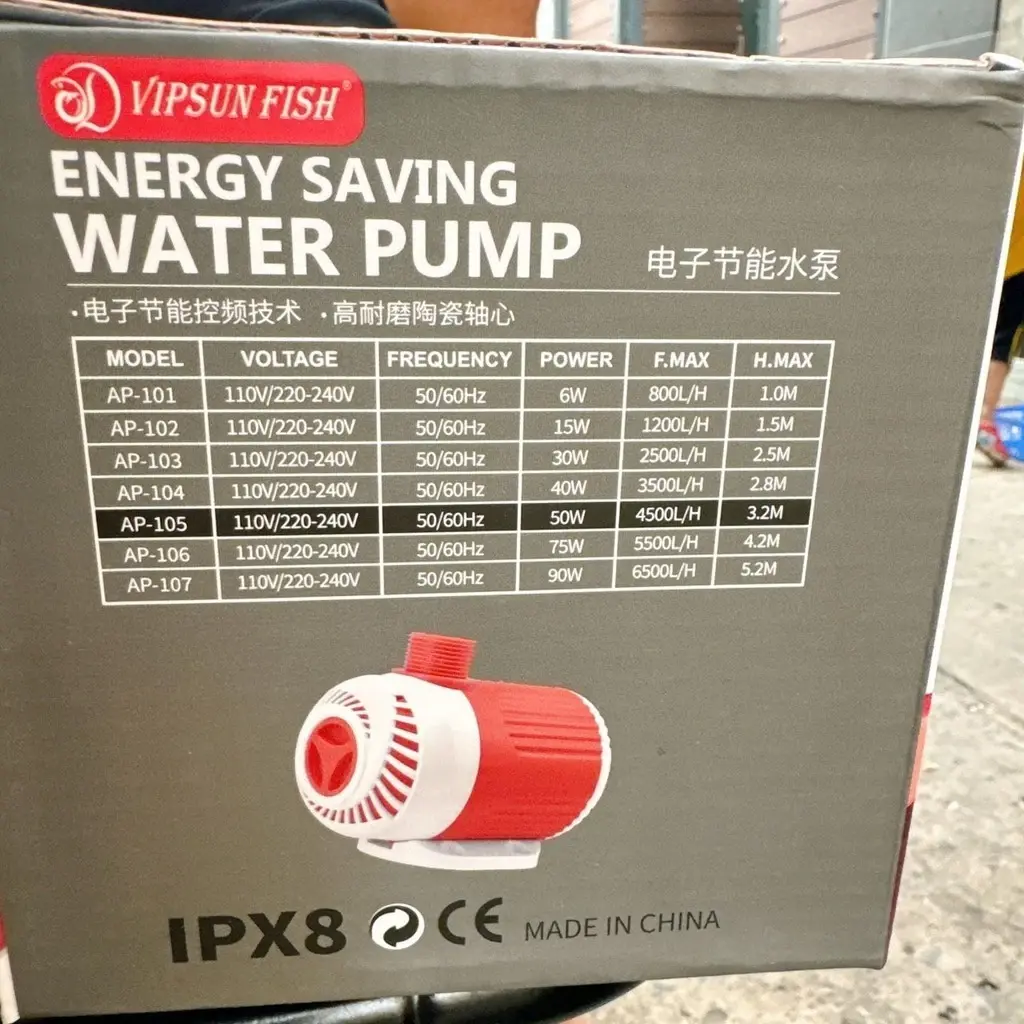 VIPSUN FISH®
ENERGY SAVING
WATER PUMP
电子节能水泵
·电子节能控频技术 ·高耐磨陶瓷轴心
MODEL VOLTAGE FREQUENCY POWER F.MAX H.MAX
AP-101 110V/220-240V 50/60Hz 6W 800L/H 1.0M
AP-102 110V/220-240V 50/60Hz 15W 1200L/H 1.5M
AP-103 110V/220-240V 50/60Hz 30W 2500L/H 2.5M
AP-104 110V/220-240V 50/60Hz 40W 3500L/H 2.8M
AP-105 110V/220-240V 50/60Hz 50W 4500L/H 3.2M
AP-106 110V/220-240V 50/60Hz 75W 5500L/H 4.2M
AP-107 110V/220-240V 50/60Hz 90W 6500L/H 5.2M
IPX8 CE MADE IN CHINA